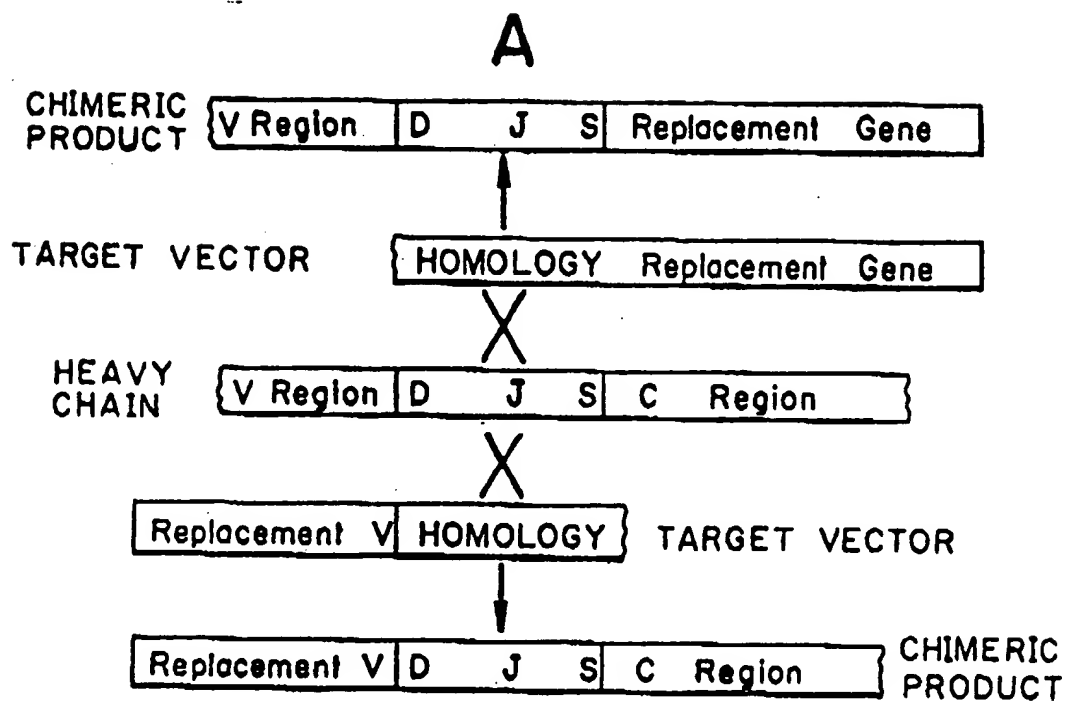 A
CHIMERIC
PRODUCT
V Region D J S Replacement Gene
TARGET VECTOR
HOMOLOGY Replacement Gene
HEAVY
CHAIN
V Region D J S C Region
Replacement V HOMOLOGY
TARGET VECTOR
Replacement V D J S C Region
CHIMERIC
PRODUCT